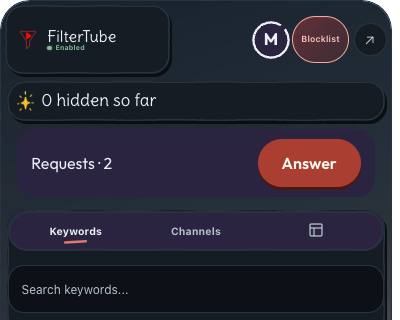 FilterTube
Enabled
M
Blocklist
0 hidden so far
Requests · 2
Answer
Keywords
Channels
Search keywords...